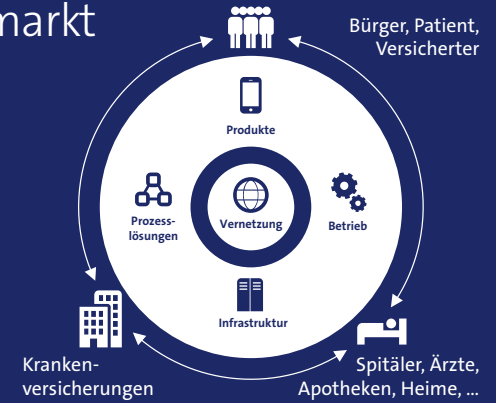 markt
Bürger, Patient,
Versicherter
Produkte
Prozess-
lösungen
Vernetzung
Betrieb
Infrastruktur
Kranken-
versicherungen
Spitäler, Ärzte,
Apotheken, Heime, ...